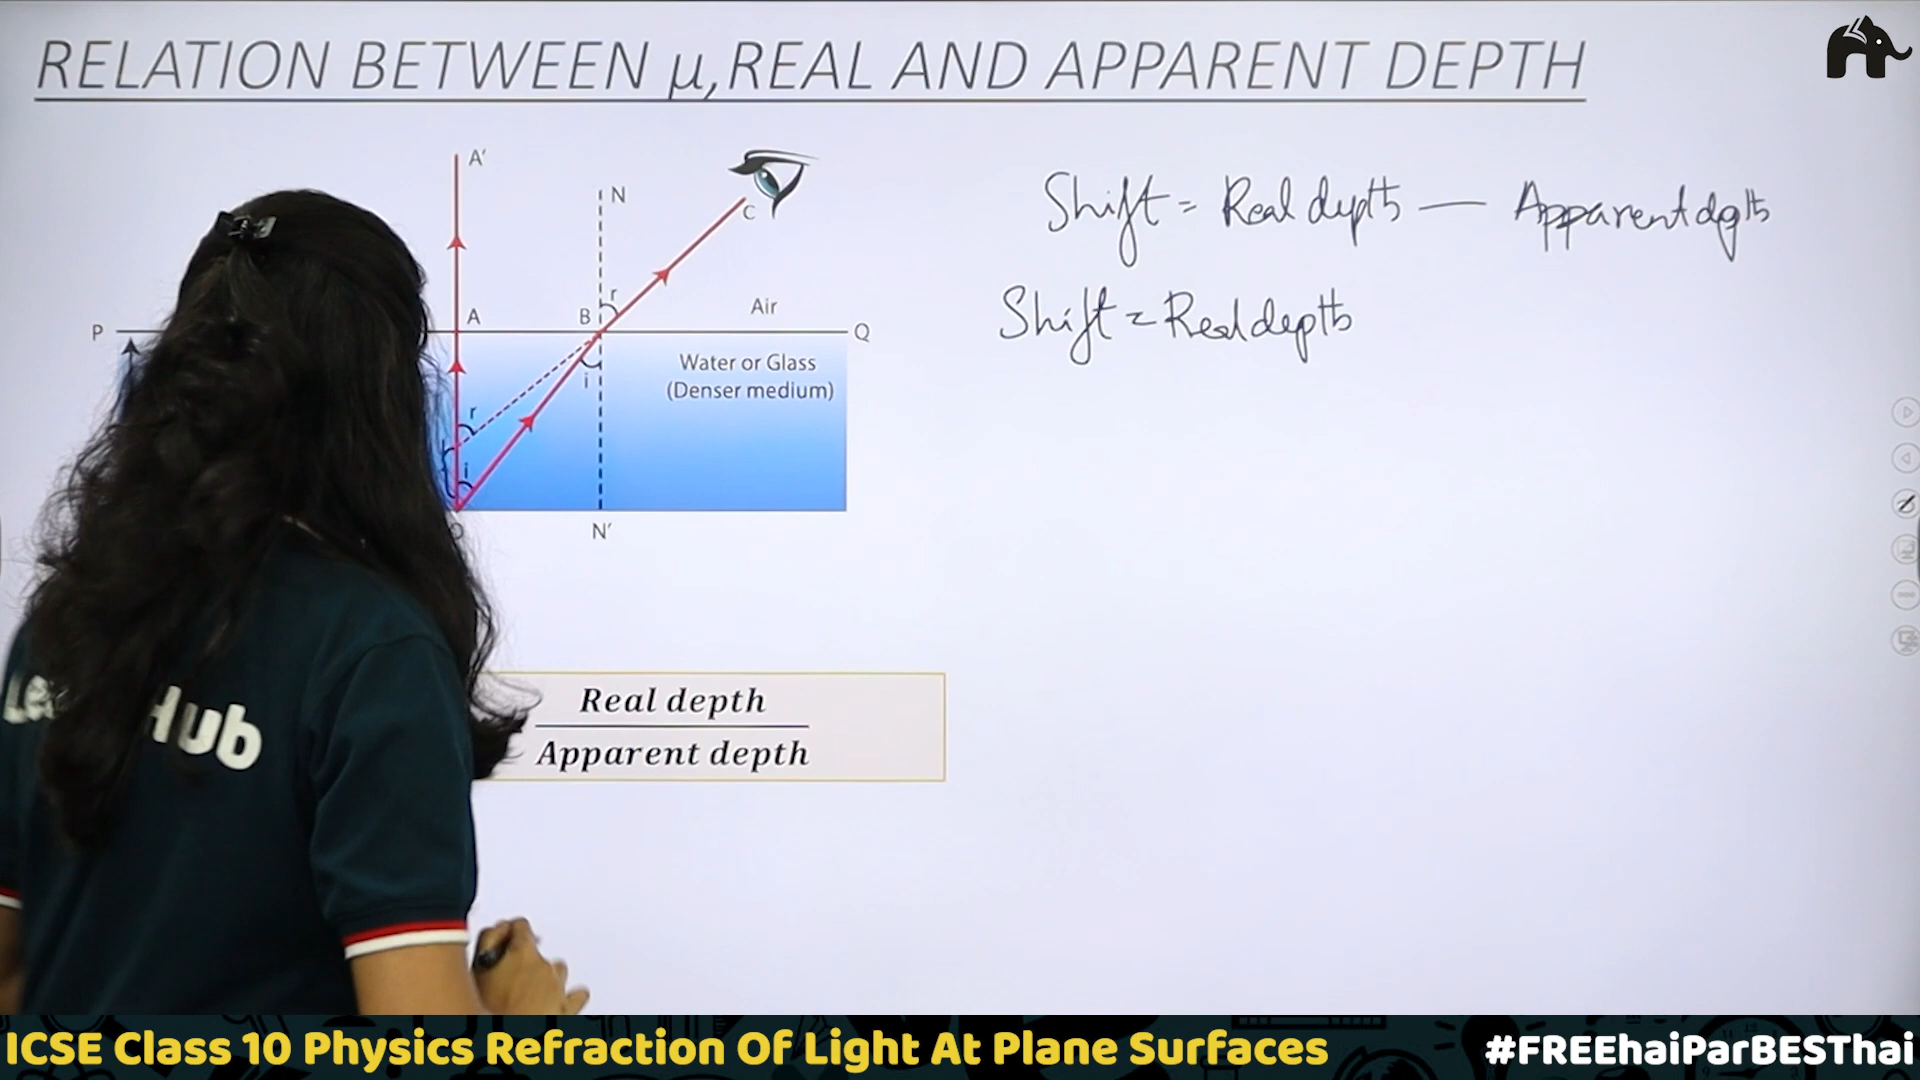 RELATION BETWEEN μ,REAL AND APPARENT DEPTH
A'
N
C
Shift = Real depth — Apparent depth
r
Air
P
A
B
Q
Shift = Real depth
Water or Glass
(Denser medium)
i
r
i
O
N'
Real depth
Apparent depth
Hub
ICSE Class 10 Physics Refraction Of Light At Plane Surfaces
#FREEhaiParBESThai